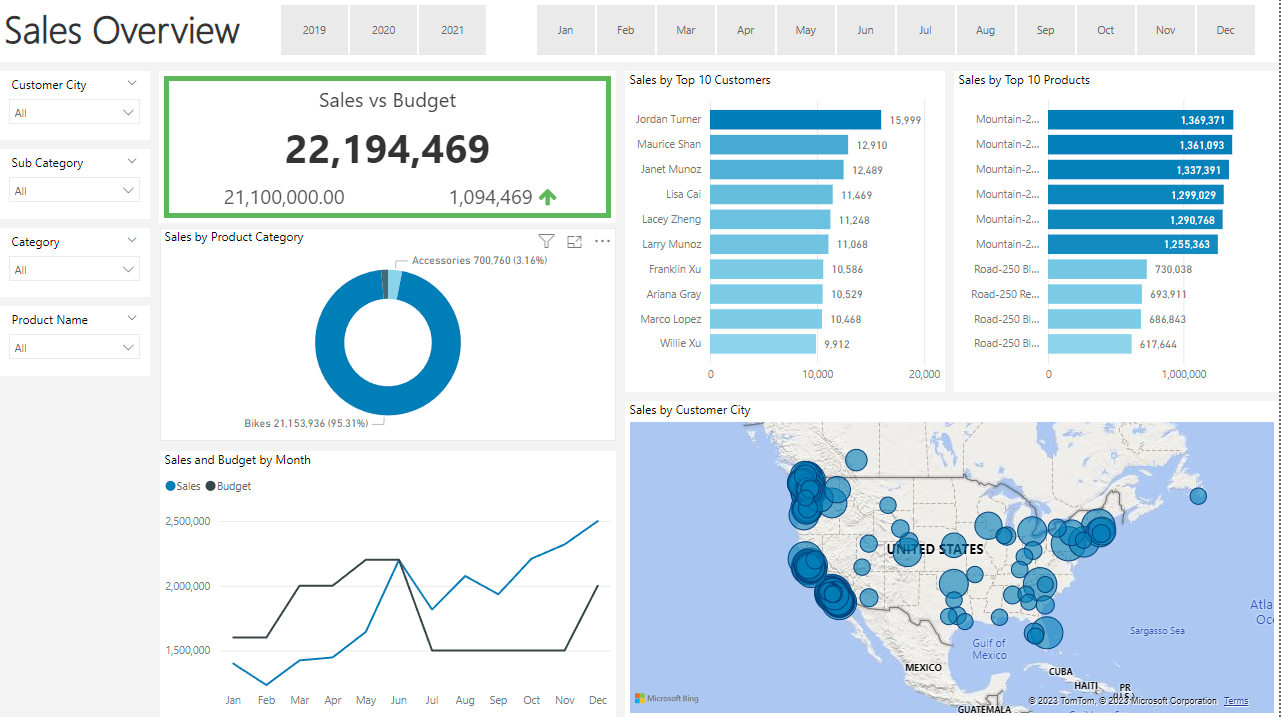 Sales Overview
2019 2020 2021
Jan Feb Mar Apr May Jun Jul Aug Sep Oct Nov Dec
Customer City
All
Sub Category
All
Category
All
Product Name
All
Sales vs Budget
22,194,469
21,100,000.00 1,094,469
Sales by Product Category
Accessories 700,760 (3.16%)
Bikes 21,153,936 (95.31%)
Sales and Budget by Month
Sales Budget
2,500,000
2,000,000
1,500,000
Jan Feb Mar Apr May Jun Jul Aug Sep Oct Nov Dec
Sales by Top 10 Customers
Jordan Turner 15,999
Maurice Shan 12,910
Janet Munoz 12,489
Lisa Cai 11,469
Lacey Zheng 11,248
Larry Munoz 11,068
Franklin Xu 10,586
Ariana Gray 10,529
Marco Lopez 10,468
Willie Xu 9,912
0 10,000 20,000
Sales by Top 10 Products
Mountain-2... 1,369,371
Mountain-2... 1,361,093
Mountain-2... 1,337,391
Mountain-2... 1,299,029
Mountain-2... 1,290,768
Mountain-2... 1,255,363
Road-250 Bl... 730,038
Road-250 Re... 693,911
Road-250 Bl... 686,843
Road-250 Bl... 617,644
0 1,000,000
Sales by Customer City
UNITED STATES
Atla
Oc
Sargasso Sea
Gulf of
Mexico
MEXICO
CUBA
HAITI
PR
(U.S.)
GUATEMALA
Microsoft Bing
© 2023 TomTom, © 2023 Microsoft Corporation Terms